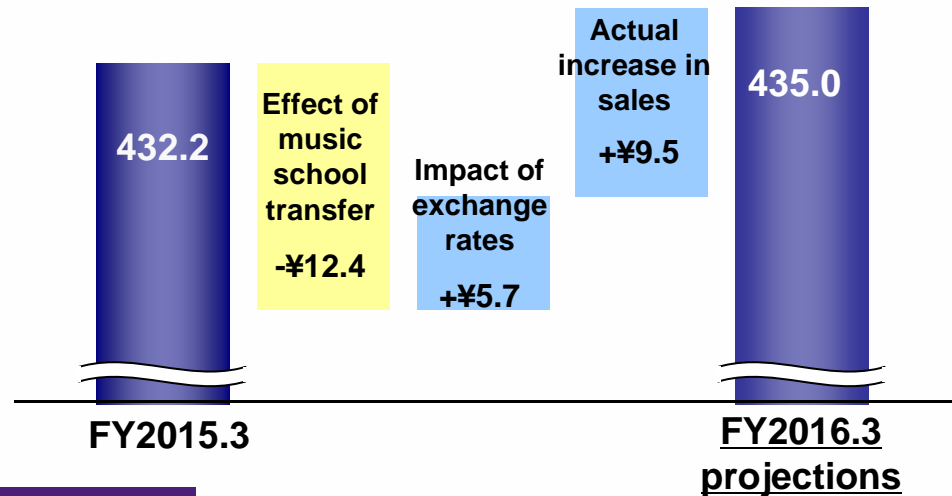 432.2
Effect of
music
school
transfer
-¥12.4
Impact of
exchange
rates
+¥5.7
Actual
increase in
sales
+¥9.5
435.0
FY2015.3
FY2016.3
projections